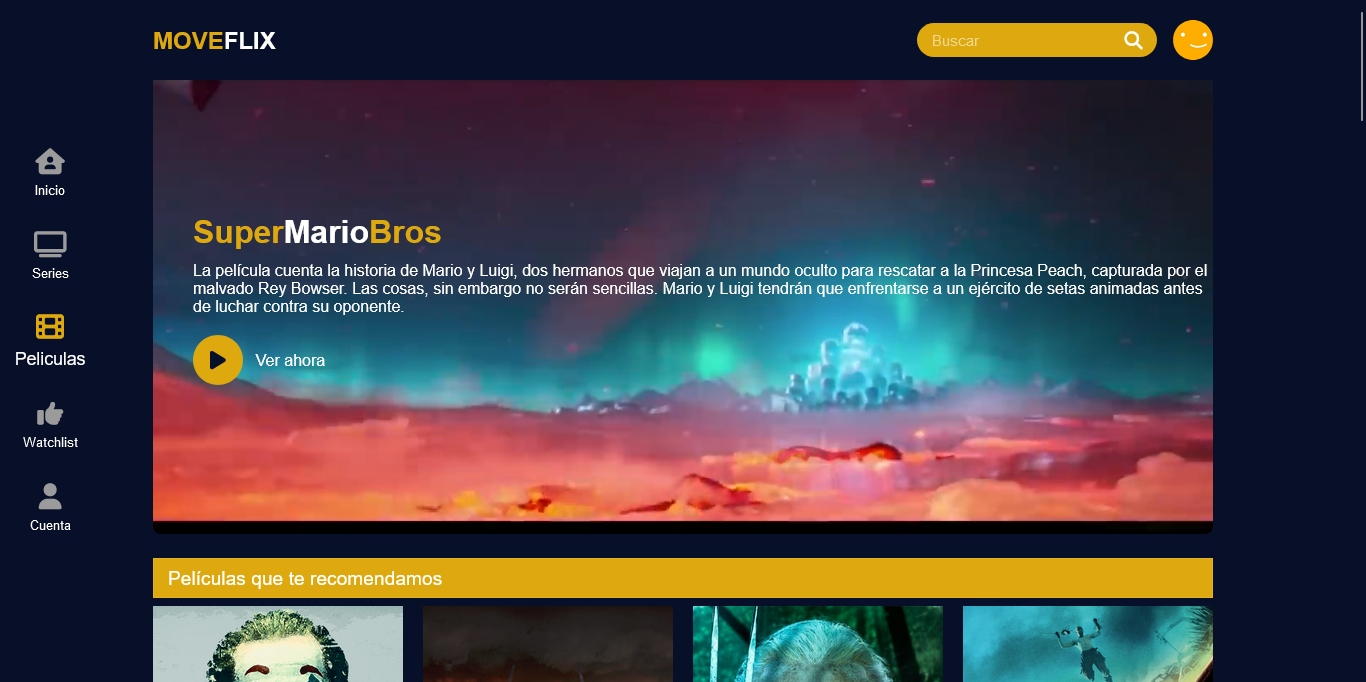 MOVEFLIX
Buscar
Inicio
Series
Peliculas
Watchlist
Cuenta
SuperMarioBros
La película cuenta la historia de Mario y Luigi, dos hermanos que viajan a un mundo oculto para rescatar a la Princesa Peach, capturada por el
malvado Rey Bowser. Las cosas, sin embargo no serán sencillas. Mario y Luigi tendrán que enfrentarse a un ejército de setas animadas antes
de luchar contra su oponente.
Ver ahora
Películas que te recomendamos